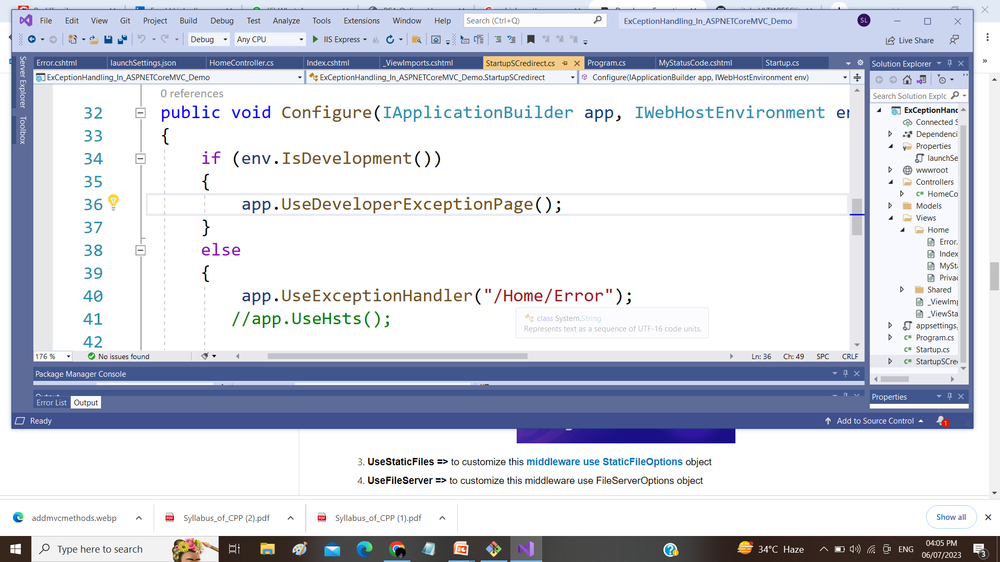 File Edit View Git Project Build Debug Test Analyze Tools Extensions Window Help Search (Ctrl+Q) ExCeptionHandling_In_ASPNETCoreMVC_Demo SL
Debug Any CPU IIS Express Live Share
Error.cshtml launchSettings.json HomeController.cs Index.cshtml _ViewImports.cshtml StartupSCredirect.cs Program.cs MyStatusCode.cshtml Startup.cs
ExCeptionHandling_In_ASPNETCoreMVC_Demo ExCeptionHandling_In_ASPNETCoreMVC_Demo.StartupSCredirect Configure(IApplicationBuilder app, IWebHostEnvironment env)
Server Explorer
Toolbox
0 references
32 public void Configure(IApplicationBuilder app, IWebHostEnvironment en
33 {
34 if (env.IsDevelopment())
35 {
36 app.UseDeveloperExceptionPage();
37 }
38 else
39 {
40 app.UseExceptionHandler("/Home/Error");
41 //app.UseHsts();
42
class System.String
Represents text as a sequence of UTF-16 code units.
176 % No issues found Ln: 36 Ch: 49 SPC CRLF
Package Manager Console
Error List Output
Ready Add to Source Control 1
Solution Explorer
Search Solution Explc
ExCeptionHand
Connected S
Dependenci
Properties
launchSe
wwwroot
Controllers
HomeCo
Models
Views
Home
Error.
Index
MySta
Privac
Shared
_ViewImp
_ViewSta
appsettings.
Program.cs
Startup.cs
StartupSCre
Properties
3. UseStaticFiles => to customize this middleware use StaticFileOptions object
4. UseFileServer => to customize this middleware use FileServerOptions object
addmvcmethods.webp Syllabus_of_CPP (2).pdf Syllabus_of_CPP (1).pdf Show all
Type here to search 34°C Haze ENG 04:05 PM
06/07/2023 3